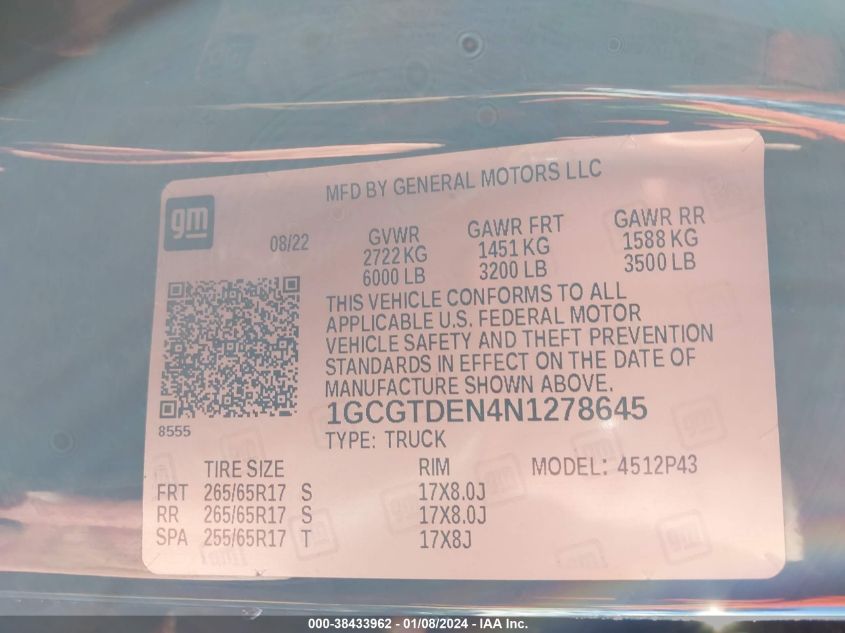 MFD BY GENERAL MOTORS LLC
gm
08/22
GVWR GAWR FRT GAWR RR
2722 KG 1451 KG 1588 KG
6000 LB 3200 LB 3500 LB
THIS VEHICLE CONFORMS TO ALL
APPLICABLE U.S. FEDERAL MOTOR
VEHICLE SAFETY AND THEFT PREVENTION
STANDARDS IN EFFECT ON THE DATE OF
MANUFACTURE SHOWN ABOVE.
1GCGTDEN4N1278645
8555
TYPE: TRUCK
TIRE SIZE RIM MODEL: 4512P43
FRT 265/65R17 S 17X8.0J
RR 265/65R17 S 17X8.0J
SPA 255/65R17 T 17X8J
000-38433962 - 01/08/2024 - IAA Inc.